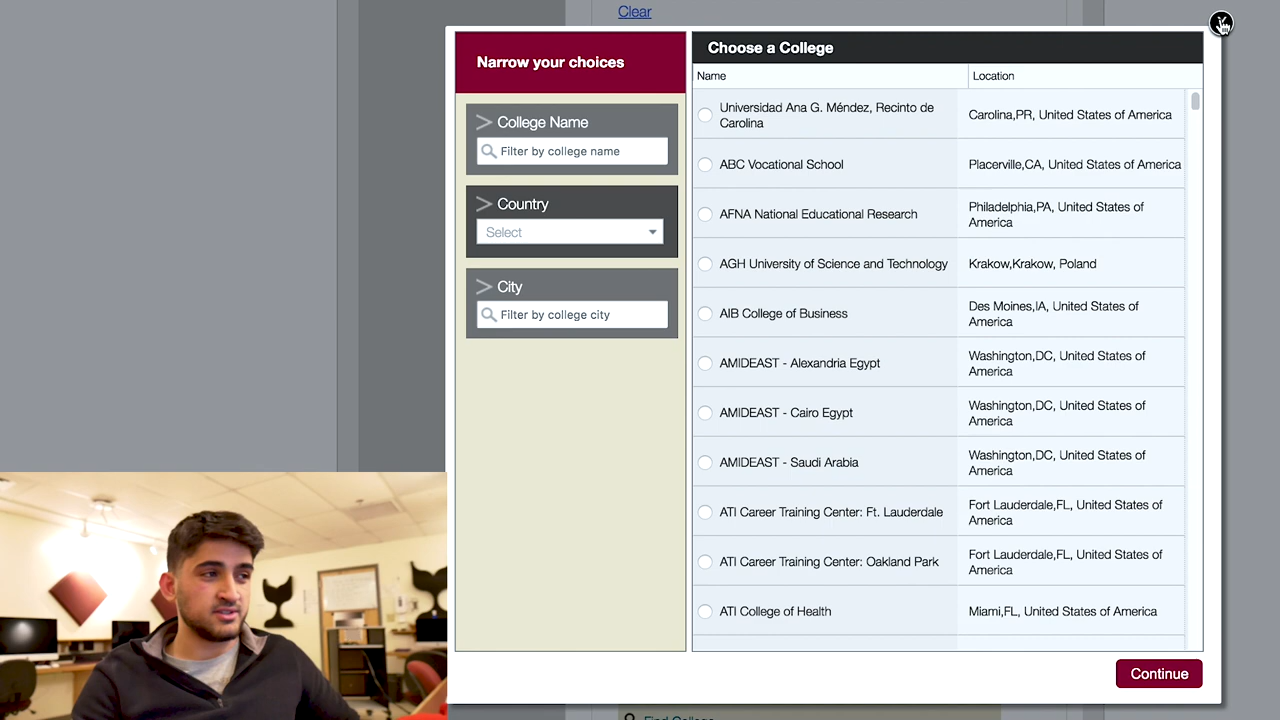 Clear
Narrow your choices
College Name
Filter by college name
Country
Select
City
Filter by college city
Choose a College
Name
Location
Universidad Ana G. Méndez, Recinto de
Carolina
Carolina,PR, United States of America
ABC Vocational School
Placerville,CA, United States of America
AFNA National Educational Research
Philadelphia,PA, United States of
America
AGH University of Science and Technology
Krakow,Krakow, Poland
AIB College of Business
Des Moines,IA, United States of
America
AMIDEAST - Alexandria Egypt
Washington,DC, United States of
America
AMIDEAST - Cairo Egypt
Washington,DC, United States of
America
AMIDEAST - Saudi Arabia
Washington,DC, United States of
America
ATI Career Training Center: Ft. Lauderdale
Fort Lauderdale,FL, United States of
America
ATI Career Training Center: Oakland Park
Fort Lauderdale,FL, United States of
America
ATI College of Health
Miami,FL, United States of America
Continue
Find College